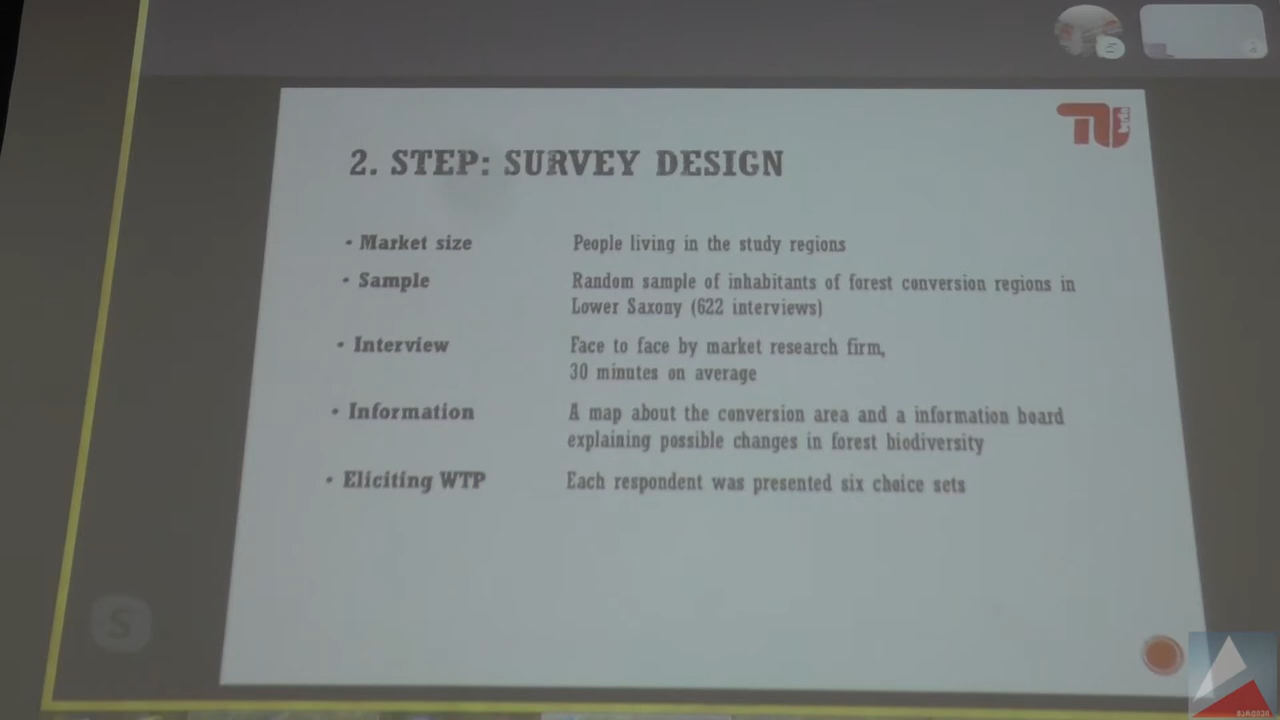 2. STEP: SURVEY DESIGN
• Market size People living in the study regions
• Sample Random sample of inhabitants of forest conversion regions in
Lower Saxony (622 interviews)
• Interview Face to face by market research firm,
30 minutes on average
• Information A map about the conversion area and a information board
explaining possible changes in forest biodiversity
• Eliciting WTP Each respondent was presented six choice sets
S